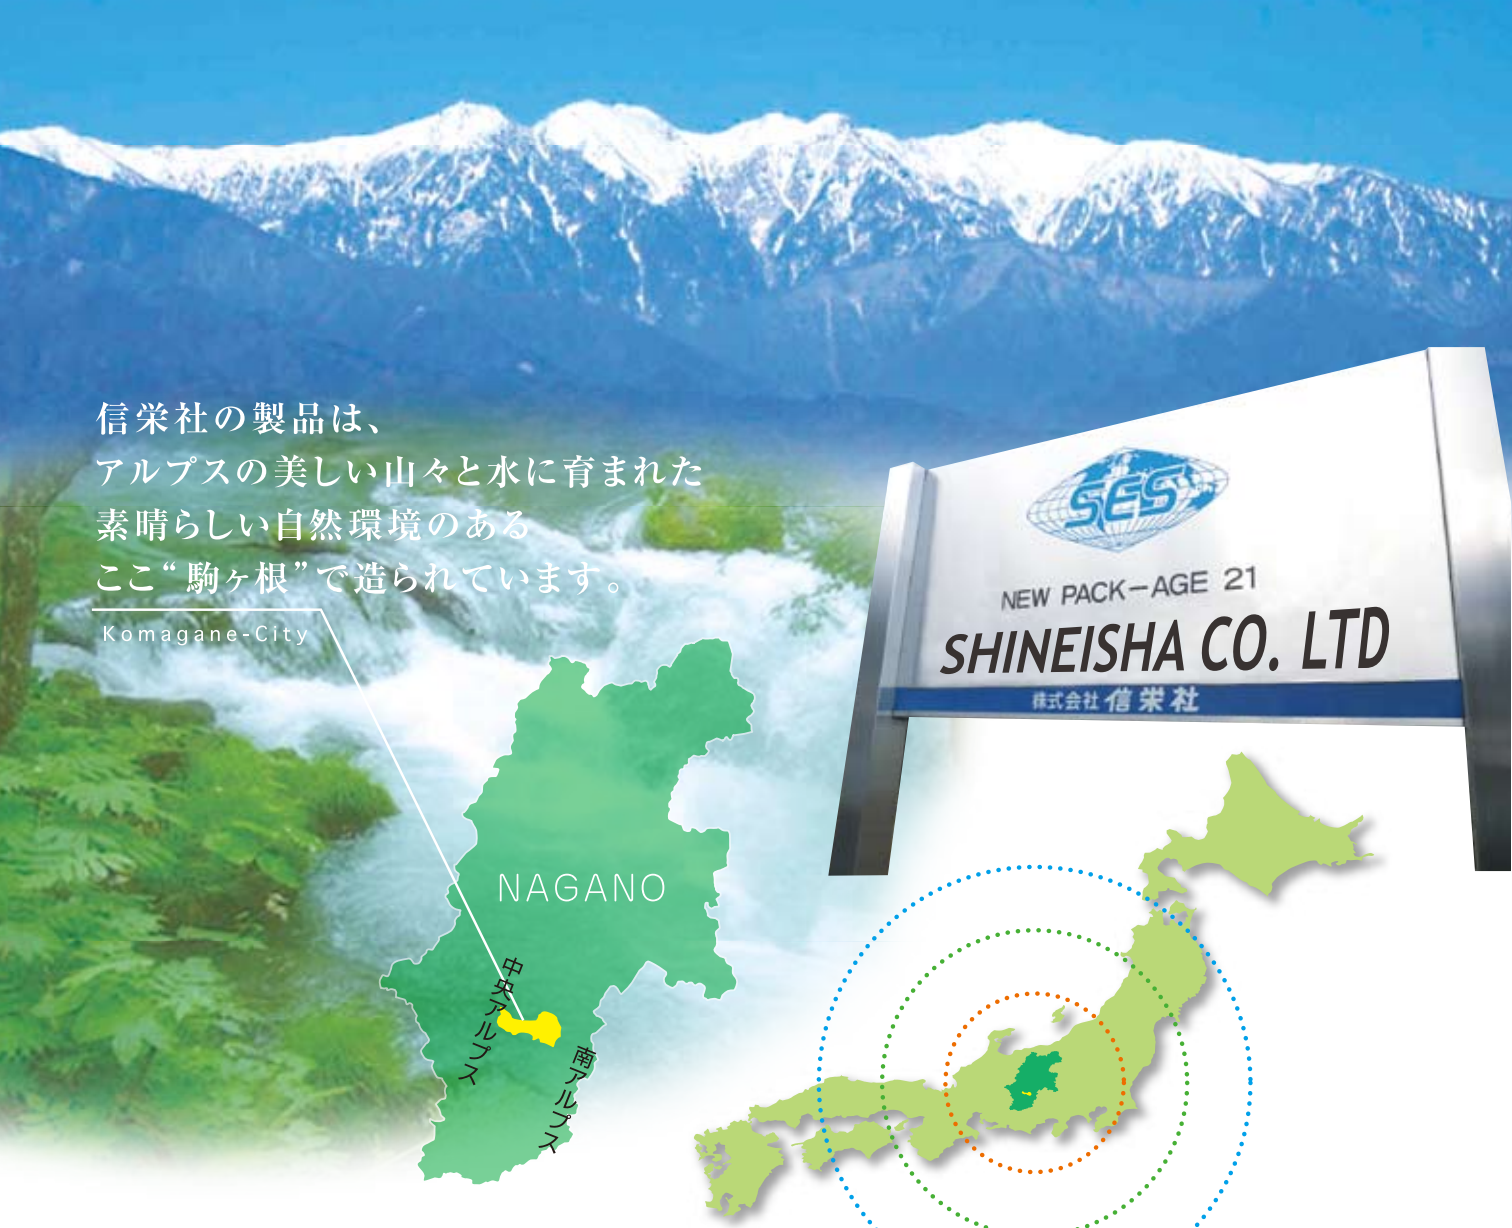 信栄社の製品は、
アルプスの美しい山々と水に育まれた
素晴らしい自然環境のある
ここ“駒ヶ根”で造られています。
Komagane-City
SES
NEW PACK-AGE 21
SHINEISHA CO. LTD
株式会社 信栄社
NAGANO
中央アルプス
南アルプス